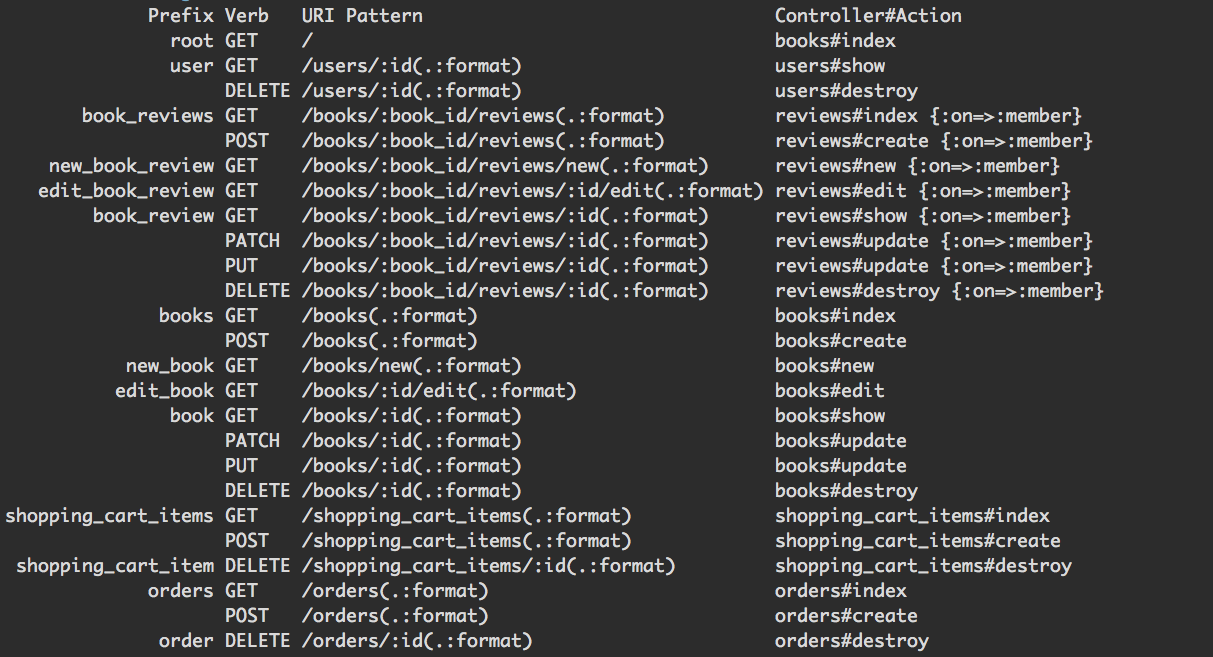 Prefix Verb URI Pattern Controller#Action
root GET / books#index
user GET /users/:id(.:format) users#show
DELETE /users/:id(.:format) users#destroy
book_reviews GET /books/:book_id/reviews(.:format) reviews#index {:on=>:member}
POST /books/:book_id/reviews(.:format) reviews#create {:on=>:member}
new_book_review GET /books/:book_id/reviews/new(.:format) reviews#new {:on=>:member}
edit_book_review GET /books/:book_id/reviews/:id/edit(.:format) reviews#edit {:on=>:member}
book_review GET /books/:book_id/reviews/:id(.:format) reviews#show {:on=>:member}
PATCH /books/:book_id/reviews/:id(.:format) reviews#update {:on=>:member}
PUT /books/:book_id/reviews/:id(.:format) reviews#update {:on=>:member}
DELETE /books/:book_id/reviews/:id(.:format) reviews#destroy {:on=>:member}
books GET /books(.:format) books#index
POST /books(.:format) books#create
new_book GET /books/new(.:format) books#new
edit_book GET /books/:id/edit(.:format) books#edit
book GET /books/:id(.:format) books#show
PATCH /books/:id(.:format) books#update
PUT /books/:id(.:format) books#update
DELETE /books/:id(.:format) books#destroy
shopping_cart_items GET /shopping_cart_items(.:format) shopping_cart_items#index
POST /shopping_cart_items(.:format) shopping_cart_items#create
shopping_cart_item DELETE /shopping_cart_items/:id(.:format) shopping_cart_items#destroy
orders GET /orders(.:format) orders#index
POST /orders(.:format) orders#create
order DELETE /orders/:id(.:format) orders#destroy